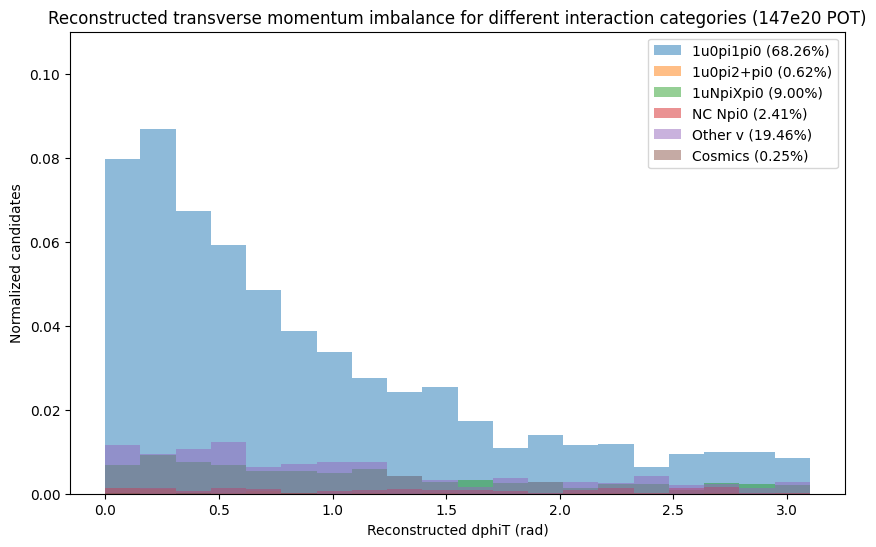 Reconstructed transverse momentum imbalance for different interaction categories (147e20 POT)
1u0pi1pi0 (68.26%)
1u0pi2+pi0 (0.62%)
1uNpiXpi0 (9.00%)
NC Npi0 (2.41%)
Other v (19.46%)
Cosmics (0.25%)
Normalized candidates
0.10
0.08
0.06
0.04
0.02
0.00
0.0 0.5 1.0 1.5 2.0 2.5 3.0
Reconstructed dphiT (rad)